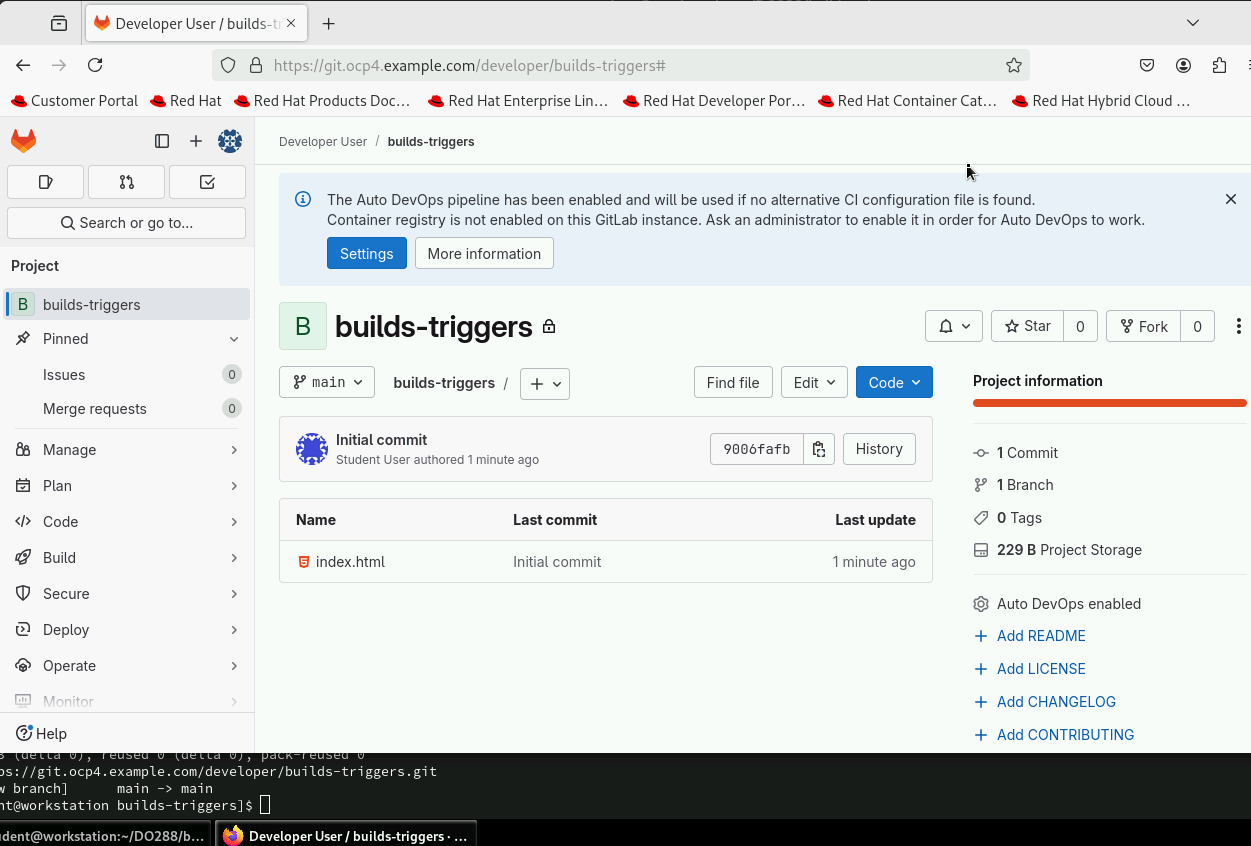 Developer User / builds-tr
https://git.ocp4.example.com/developer/builds-triggers#
Customer Portal Red Hat Red Hat Products Doc… Red Hat Enterprise Lin… Red Hat Developer Por… Red Hat Container Cat… Red Hat Hybrid Cloud …
Developer User / builds-triggers
The Auto DevOps pipeline has been enabled and will be used if no alternative CI configuration file is found.
Container registry is not enabled on this GitLab instance. Ask an administrator to enable it in order for Auto DevOps to work.
Settings More information
Search or go to...
Project
B builds-triggers
Pinned
Issues 0
Merge requests 0
Manage
Plan
Code
Build
Secure
Deploy
Operate
Monitor
Help
B builds-triggers
Star 0 Fork 0
main builds-triggers / + Find file Edit Code
Initial commit
Student User authored 1 minute ago
9006fafb History
Name Last commit Last update
index.html Initial commit 1 minute ago
Project information
1 Commit
1 Branch
0 Tags
229 B Project Storage
Auto DevOps enabled
Add README
Add LICENSE
Add CHANGELOG
Add CONTRIBUTING
(delta 0), reused 0 (delta 0), pack-reused 0
ps://git.ocp4.example.com/developer/builds-triggers.git
w branch] main -> main
nt@workstation builds-triggers]$
udent@workstation:~/DO288/b... Developer User / builds-triggers · ...